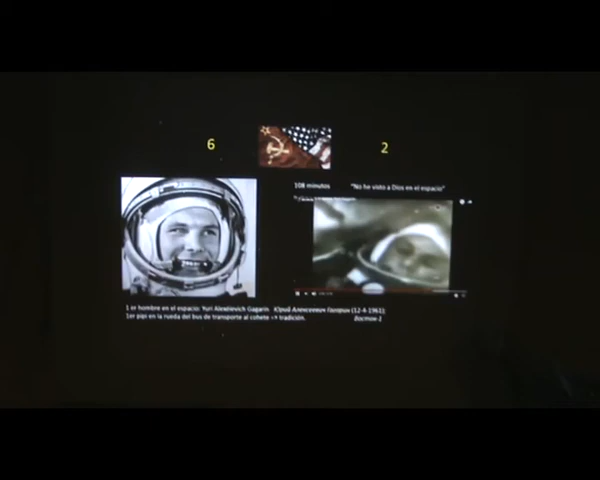 6
2
108 minutos
"No he visto a Dios en el espacio"
1 er hombre en el espacio: Yuri Alexéievich Gagarin Юрий Алексеевич Гагарин (12-4-1961)
1er pipi en la rueda del bus de transporte al cohete -> tradición.
Восток-1